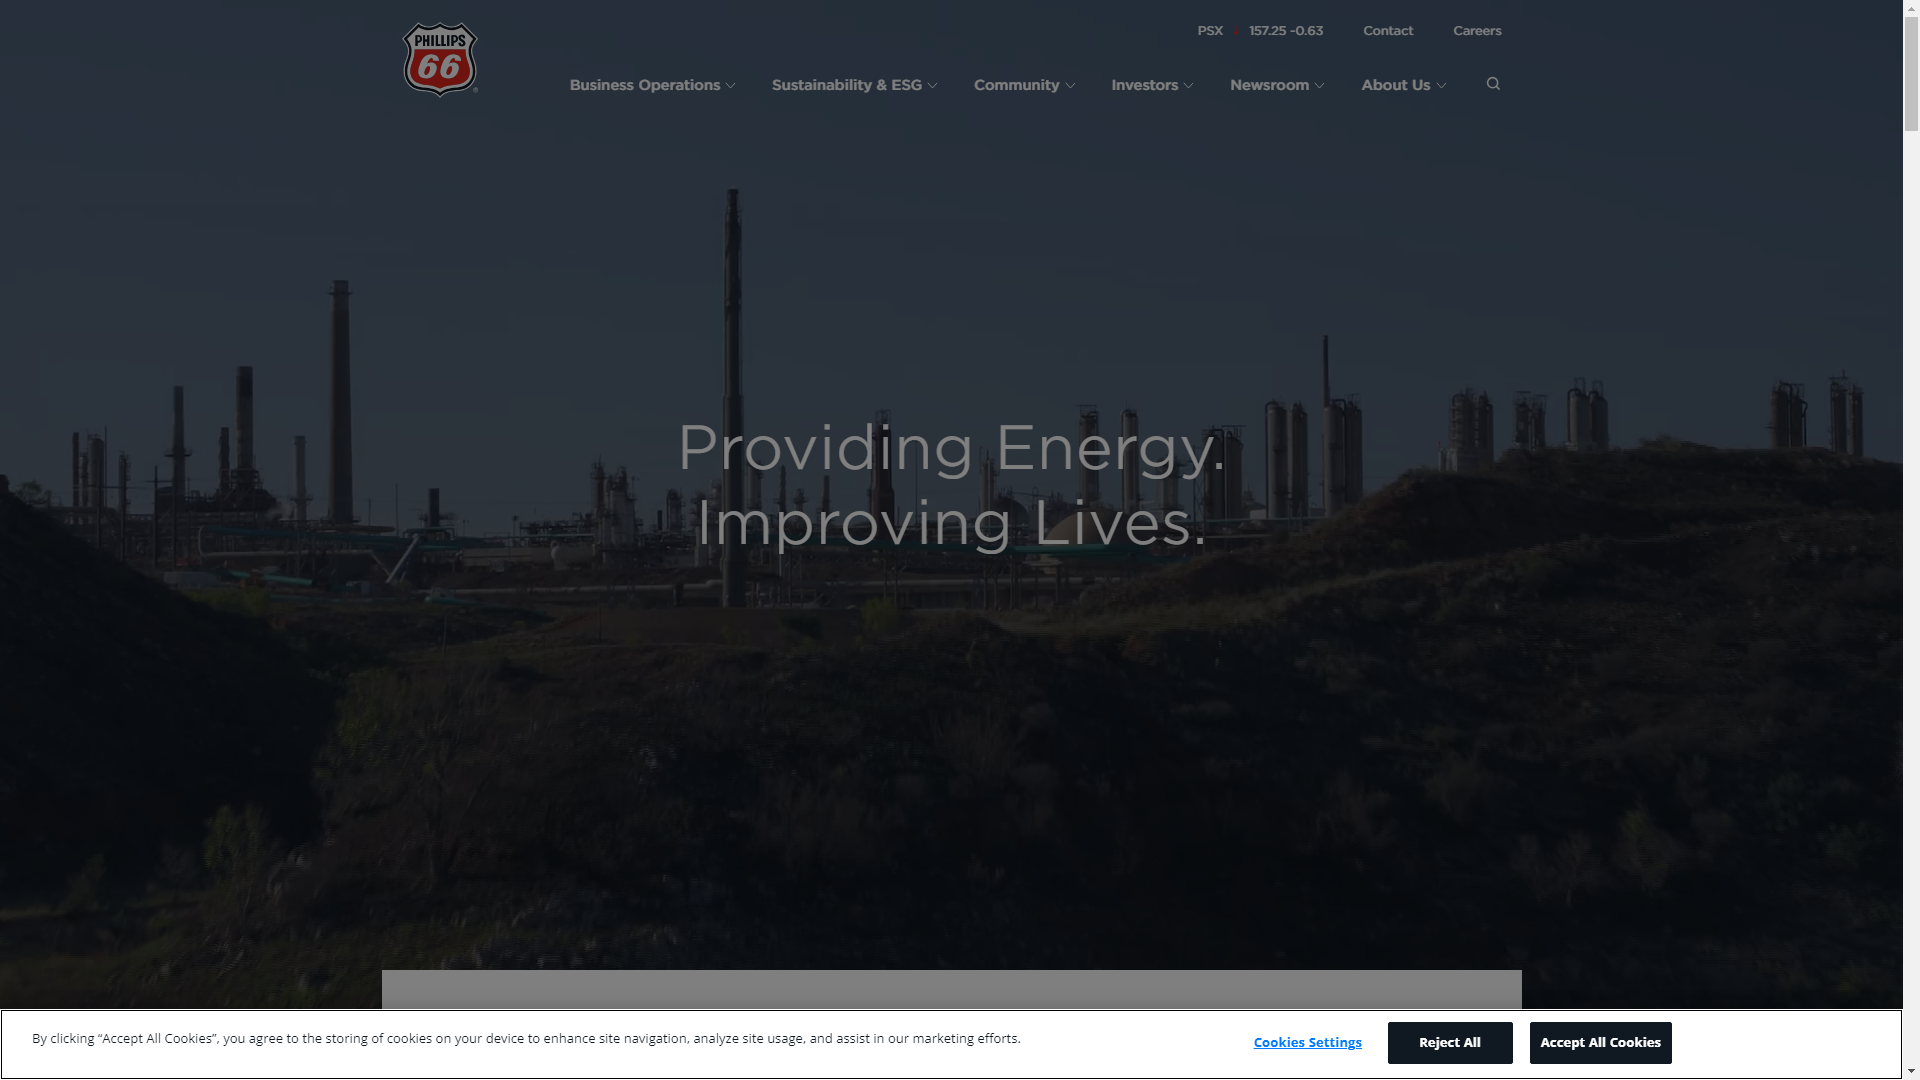 PHILLIPS
66
®
PSX 157.25 -0.63 Contact Careers
Business Operations Sustainability & ESG Community Investors Newsroom About Us
Providing Energy.
Improving Lives.
By clicking “Accept All Cookies”, you agree to the storing of cookies on your device to enhance site navigation, analyze site usage, and assist in our marketing efforts.
Cookies Settings Reject All Accept All Cookies